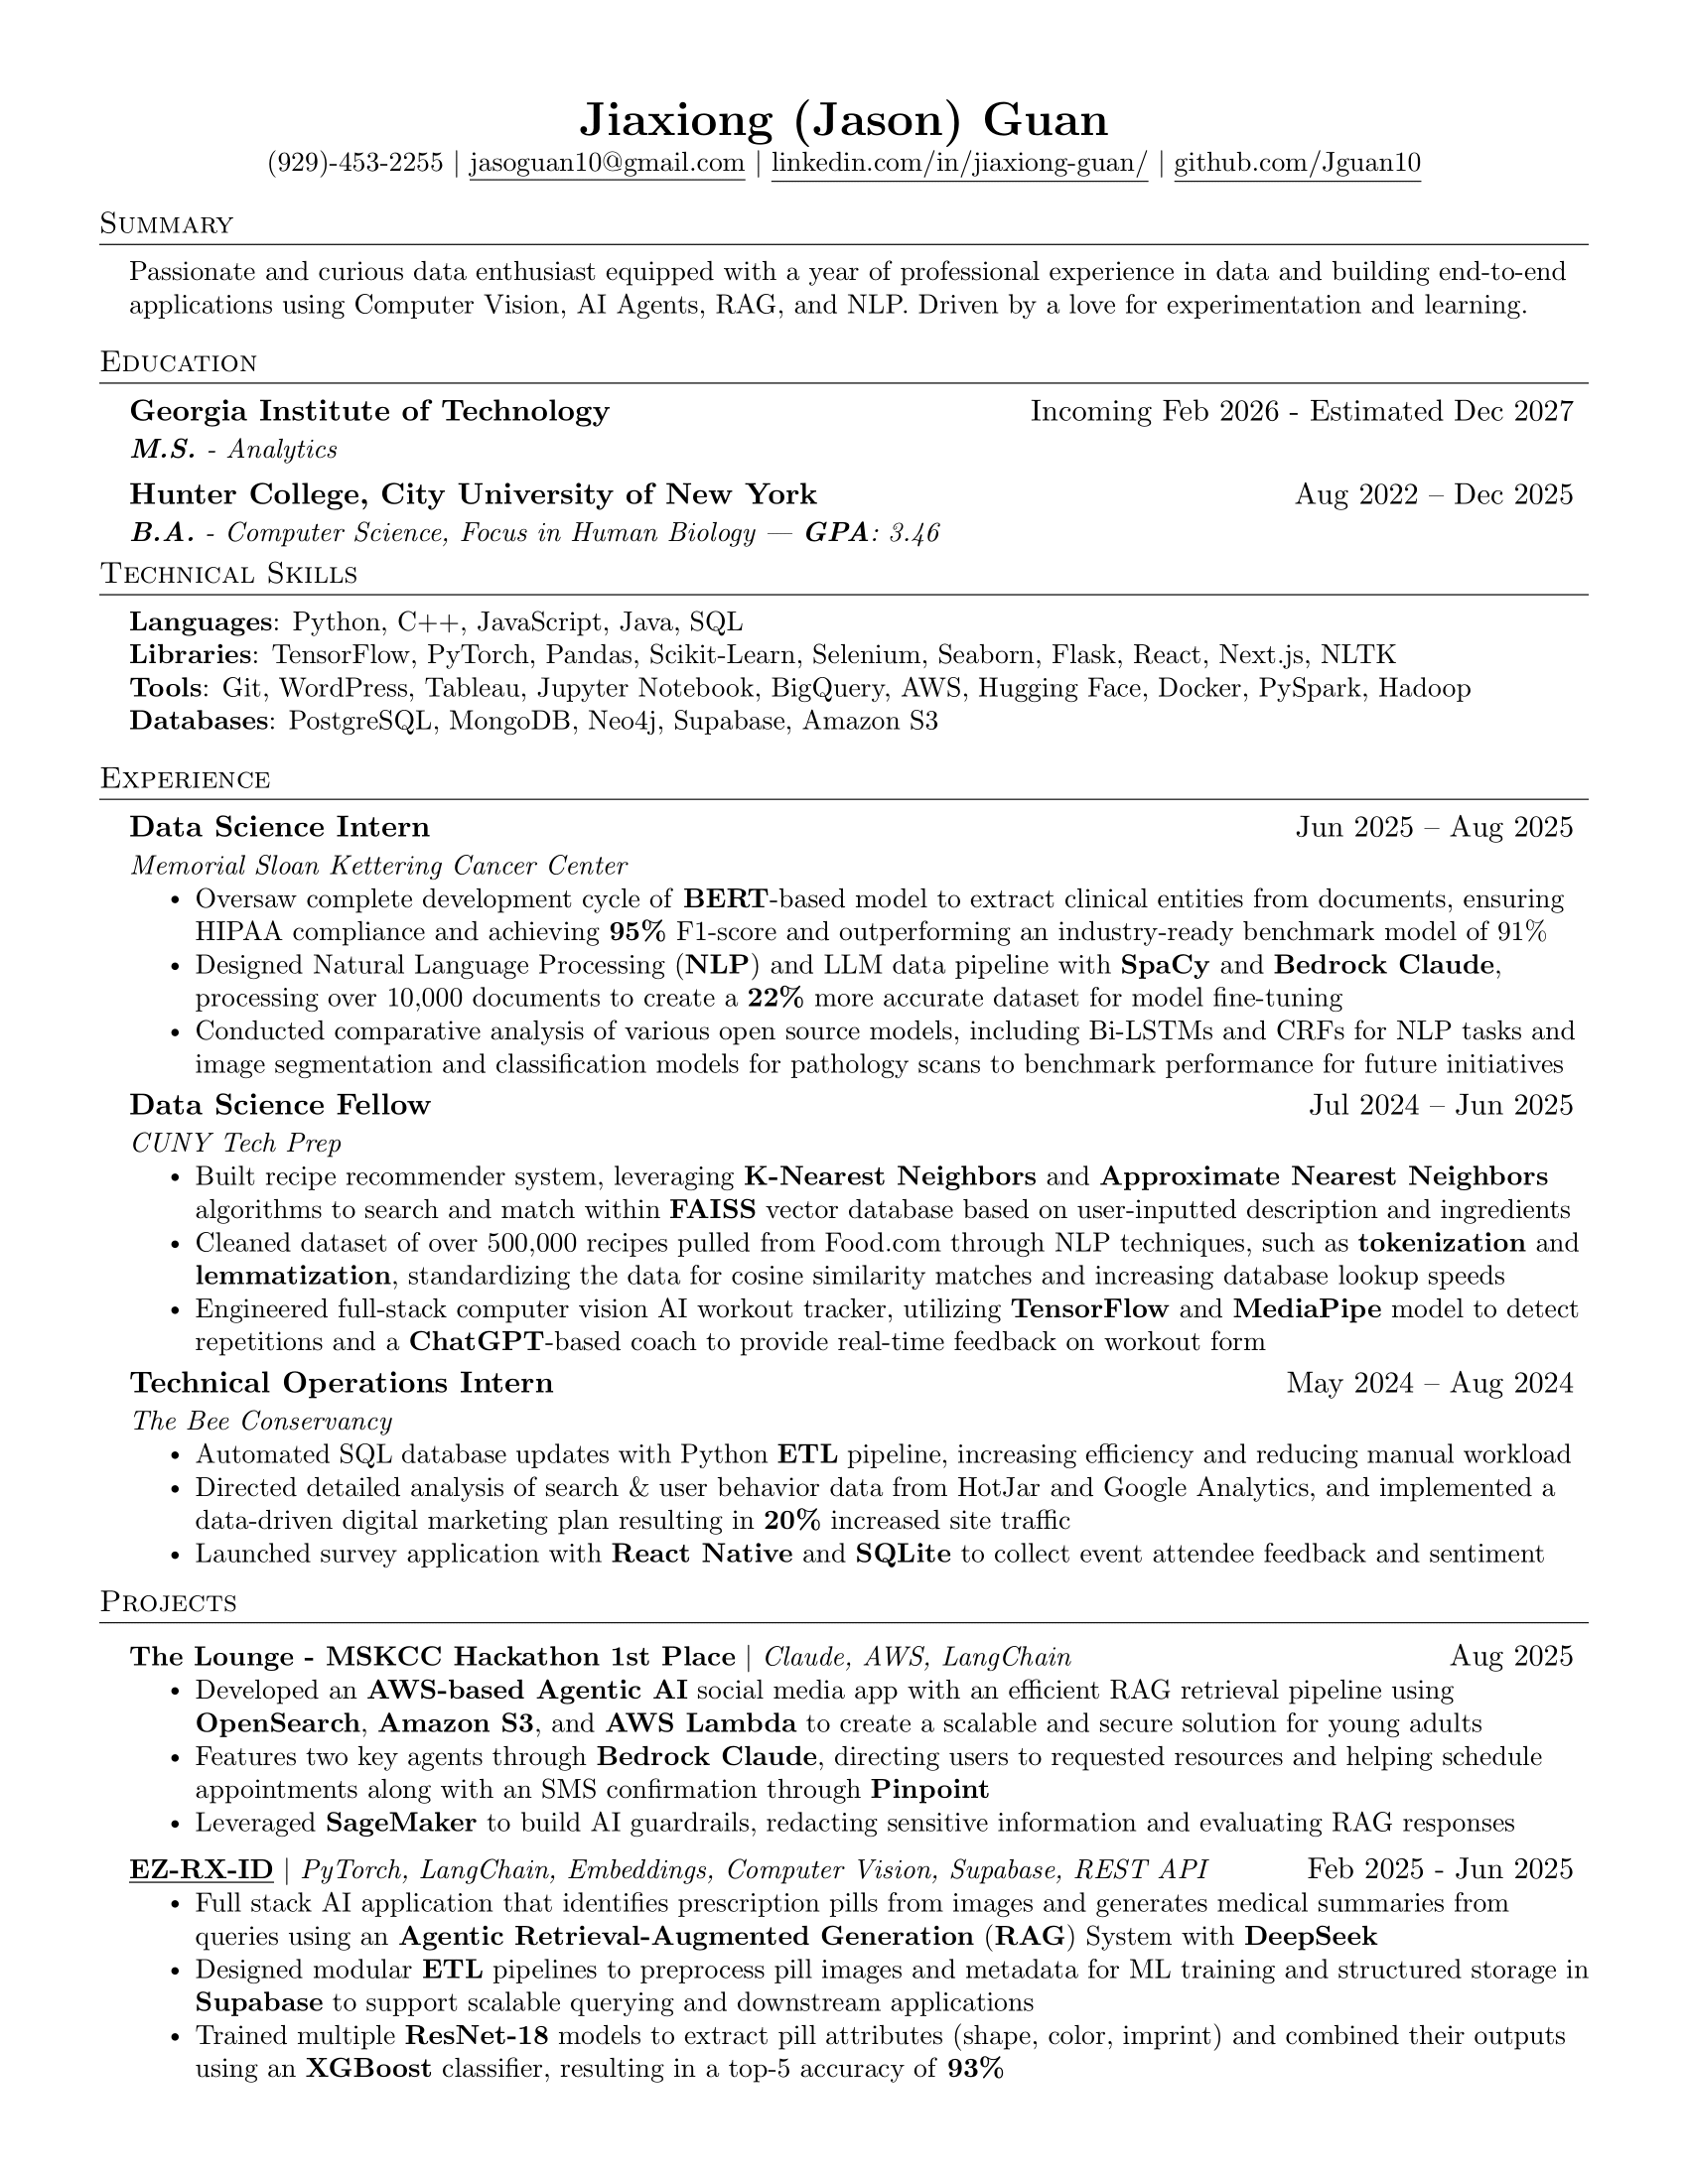 Jiaxiong (Jason) Guan
(929)-453-2255 | jasoguan10@gmail.com | linkedin.com/in/jiaxiong-guan/ | github.com/Jguan10
Summary
Passionate and curious data enthusiast equipped with a year of professional experience in data and building end-to-end
applications using Computer Vision, AI Agents, RAG, and NLP. Driven by a love for experimentation and learning.
Education
Georgia Institute of Technology Incoming Feb 2026 - Estimated Dec 2027
M.S. - Analytics
Hunter College, City University of New York Aug 2022 – Dec 2025
B.A. - Computer Science, Focus in Human Biology — GPA: 3.46
Technical Skills
Languages: Python, C++, JavaScript, Java, SQL
Libraries: TensorFlow, PyTorch, Pandas, Scikit-Learn, Selenium, Seaborn, Flask, React, Next.js, NLTK
Tools: Git, WordPress, Tableau, Jupyter Notebook, BigQuery, AWS, Hugging Face, Docker, PySpark, Hadoop
Databases: PostgreSQL, MongoDB, Neo4j, Supabase, Amazon S3
Experience
Data Science Intern Jun 2025 – Aug 2025
Memorial Sloan Kettering Cancer Center
• Oversaw complete development cycle of BERT-based model to extract clinical entities from documents, ensuring
HIPAA compliance and achieving 95% F1-score and outperforming an industry-ready benchmark model of 91%
• Designed Natural Language Processing (NLP) and LLM data pipeline with SpaCy and Bedrock Claude,
processing over 10,000 documents to create a 22% more accurate dataset for model fine-tuning
• Conducted comparative analysis of various open source models, including Bi-LSTMs and CRFs for NLP tasks and
image segmentation and classification models for pathology scans to benchmark performance for future initiatives
Data Science Fellow Jul 2024 – Jun 2025
CUNY Tech Prep
• Built recipe recommender system, leveraging K-Nearest Neighbors and Approximate Nearest Neighbors
algorithms to search and match within FAISS vector database based on user-inputted description and ingredients
• Cleaned dataset of over 500,000 recipes pulled from Food.com through NLP techniques, such as tokenization and
lemmatization, standardizing the data for cosine similarity matches and increasing database lookup speeds
• Engineered full-stack computer vision AI workout tracker, utilizing TensorFlow and MediaPipe model to detect
repetitions and a ChatGPT-based coach to provide real-time feedback on workout form
Technical Operations Intern May 2024 – Aug 2024
The Bee Conservancy
• Automated SQL database updates with Python ETL pipeline, increasing efficiency and reducing manual workload
• Directed detailed analysis of search & user behavior data from HotJar and Google Analytics, and implemented a
data-driven digital marketing plan resulting in 20% increased site traffic
• Launched survey application with React Native and SQLite to collect event attendee feedback and sentiment
Projects
The Lounge - MSKCC Hackathon 1st Place | Claude, AWS, LangChain Aug 2025
• Developed an AWS-based Agentic AI social media app with an efficient RAG retrieval pipeline using
OpenSearch, Amazon S3, and AWS Lambda to create a scalable and secure solution for young adults
• Features two key agents through Bedrock Claude, directing users to requested resources and helping schedule
appointments along with an SMS confirmation through Pinpoint
• Leveraged SageMaker to build AI guardrails, redacting sensitive information and evaluating RAG responses
EZ-RX-ID | PyTorch, LangChain, Embeddings, Computer Vision, Supabase, REST API Feb 2025 - Jun 2025
• Full stack AI application that identifies prescription pills from images and generates medical summaries from
queries using an Agentic Retrieval-Augmented Generation (RAG) System with DeepSeek
• Designed modular ETL pipelines to preprocess pill images and metadata for ML training and structured storage in
Supabase to support scalable querying and downstream applications
• Trained multiple ResNet-18 models to extract pill attributes (shape, color, imprint) and combined their outputs
using an XGBoost classifier, resulting in a top-5 accuracy of 93%